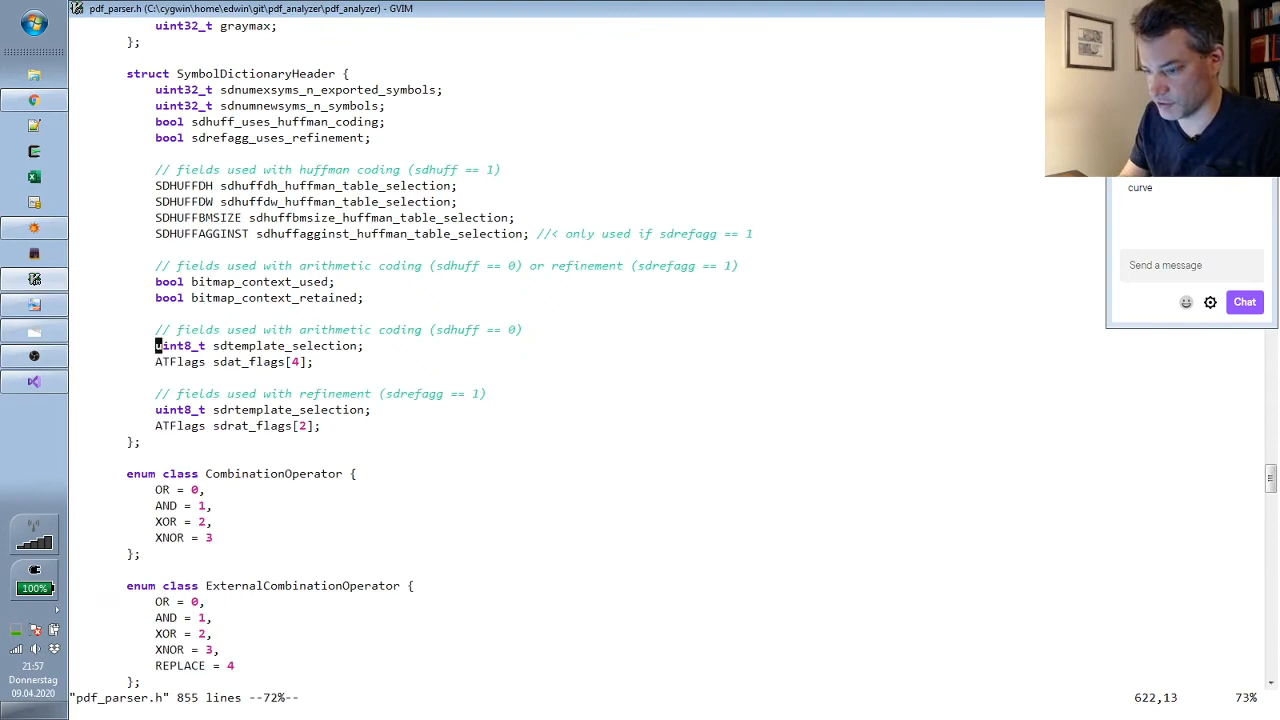 pdf_parser.h (C:\cygwin\home\edwin\git\pdf_analyzer\pdf_analyzer) - GVIM
uint32_t graymax;
};
struct SymbolDictionaryHeader {
uint32_t sdnumexsyms_n_exported_symbols;
uint32_t sdnumnewsyms_n_symbols;
bool sdhuff_uses_huffman_coding;
bool sdrefagg_uses_refinement;
// fields used with huffman coding (sdhuff == 1)
SDHUFFDH sdhuffdh_huffman_table_selection;
SDHUFFDW sdhuffdw_huffman_table_selection;
SDHUFFBMSIZE sdhuffbmsize_huffman_table_selection;
SDHUFFAGGINST sdhuffagginst_huffman_table_selection; //< only used if sdrefagg == 1
// fields used with arithmetic coding (sdhuff == 0) or refinement (sdrefagg == 1)
bool bitmap_context_used;
bool bitmap_context_retained;
// fields used with arithmetic coding (sdhuff == 0)
uint8_t sdtemplate_selection;
ATFlags sdat_flags[4];
// fields used with refinement (sdrefagg == 1)
uint8_t sdrtemplate_selection;
ATFlags sdrat_flags[2];
};
enum class CombinationOperator {
OR = 0,
AND = 1,
XOR = 2,
XNOR = 3
};
enum class ExternalCombinationOperator {
OR = 0,
AND = 1,
XOR = 2,
XNOR = 3,
REPLACE = 4
};
"pdf_parser.h" 855 lines --72%--
622,13
73%
curve
Send a message
Chat
100%
21:57
Donnerstag
09.04.2020